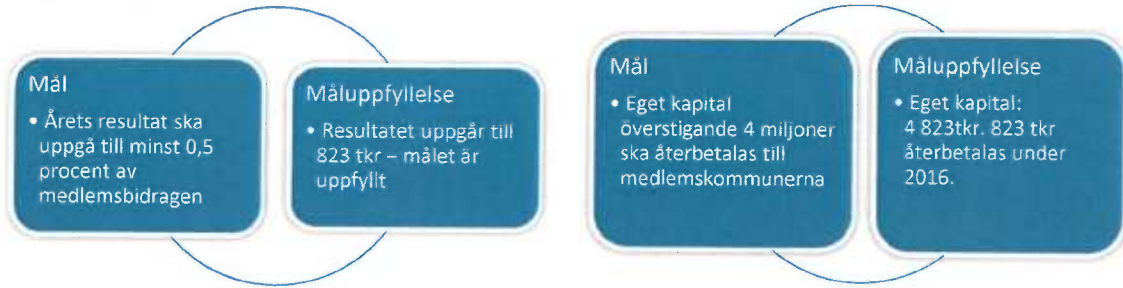 Mål
• Årets resultat ska
uppgå till minst 0,5
procent av
medlemsbidragen
Måluppfyllelse
• Resultatet uppgår till
823 tkr – målet är
uppfyllt
Mål
• Eget kapital
överstigande 4 miljoner
ska återbetalas till
medlemskommunerna
Måluppfyllelse
• Eget kapital:
4 823tkr. 823 tkr
återbetalas under
2016.